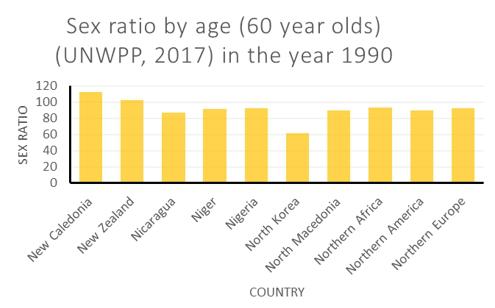 Sex ratio by age (60 year olds)
(UNWPP, 2017) in the year 1990
120
100
80
60
40
20
0
SEX RATIO
New Caledonia
New Zealand
Nicaragua
Niger
Nigeria
North Korea
North Macedonia
Northern Africa
Northern America
Northern Europe
COUNTRY